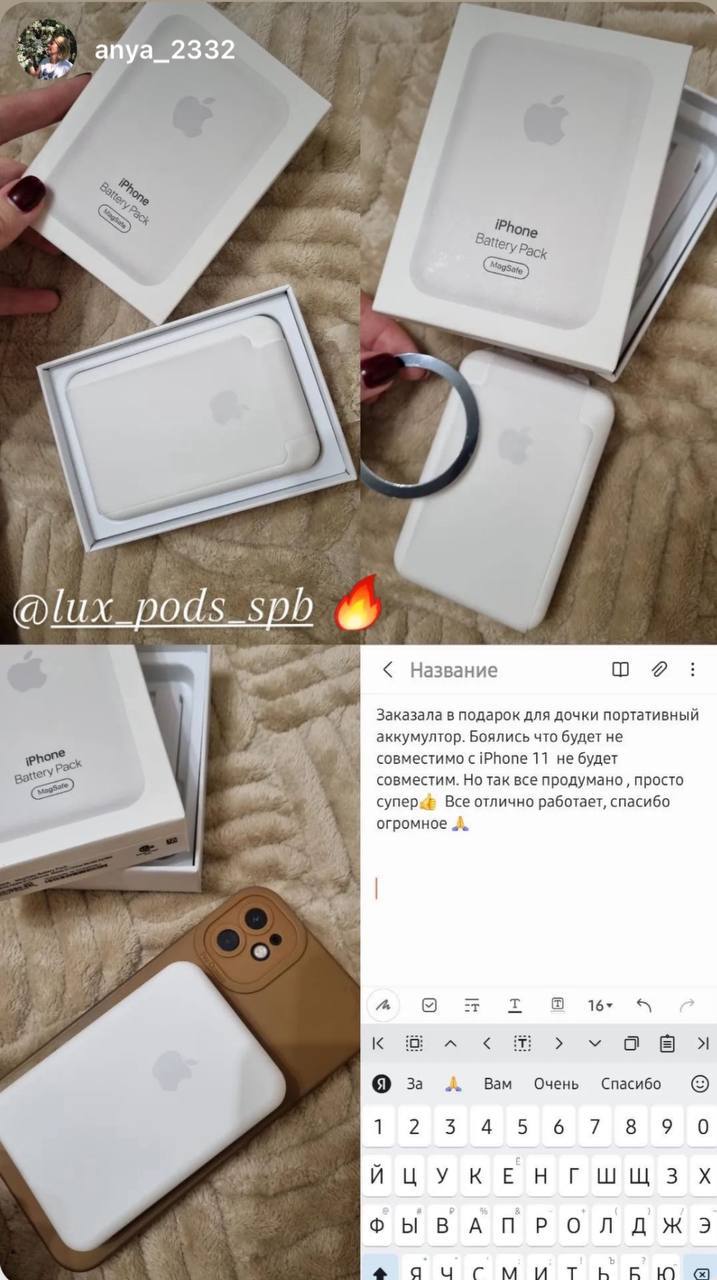 anya_2332
iPhone
Battery Pack
MagSafe
iPhone
Battery Pack
MagSafe
@lux_pods_spb 🔥
iPhone
Battery Pack
MagSafe
Название
Заказала в подарок для дочки портативный
аккумултор. Боялись что будет не
совместимо с iPhone 11 не будет
совместим. Но так все продумано , просто
супер👍 Все отлично работает, спасибо
огромное 🙏
16
Я За 🙏 Вам Очень Спасибо
1 2 3 4 5 6 7 8 9 0
Й Ц У К Е Н Г Ш Щ З Х
Ф Ы В А П Р О Л Д Ж Э
Я Ч С М И Т Ь Б Ю